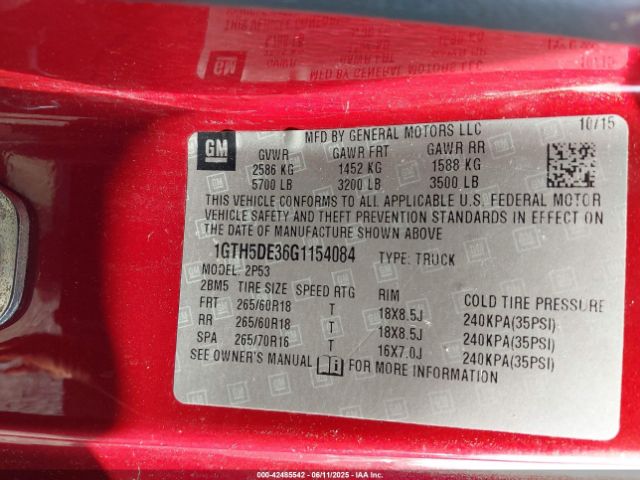 MFD BY GENERAL MOTORS LLC 10/15
GM
GVWR GAWR FRT GAWR RR
2586 KG 1452 KG 1588 KG
5700 LB 3200 LB 3500 LB
THIS VEHICLE CONFORMS TO ALL APPLICABLE U.S. FEDERAL MOTOR
VEHICLE SAFETY AND THEFT PREVENTION STANDARDS IN EFFECT ON
THE DATE OF MANUFACTURE SHOWN ABOVE
1GTH5DE36G1154084 TYPE: TRUCK
MODEL: 2P53
2BM5 TIRE SIZE SPEED RTG RIM COLD TIRE PRESSURE
FRT 265/60R18 T 18X8.5J 240KPA(35PSI)
RR 265/60R18 T 18X8.5J 240KPA(35PSI)
SPA 265/70R16 T 16X7.0J 240KPA(35PSI)
SEE OWNER'S MANUAL FOR MORE INFORMATION
000-42485542 - 06/11/2025 - IAAI.COM